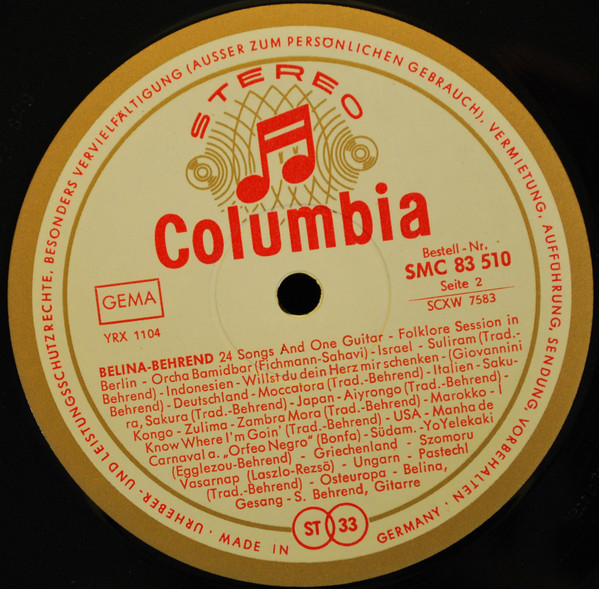 URHEBER- UND LEISTUNGSSCHUTZRECHTE, BESONDERS VERVIELFÄLTIGUNG (AUSSER ZUM PERSÖNLICHEN GEBRAUCH), VERMIETUNG, AUFFÜHRUNG, SENDUNG, VORBEHALTEN · MADE IN GERMANY ·
STEREO
Columbia
Bestell-Nr.
SMC 83 510
Seite 2
SCXW 7583
GEMA
YRX 1104
BELINA-BEHREND 24 Songs And One Guitar - Folklore Session in
Berlin - Orcha Bamidbar (Fichmann-Sahavi) - Israel - Suliram (Trad.-
Behrend) - Indonesien - Willst du dein Herz mir schenken - (Giovannini
Behrend) - Deutschland - Moccatora (Trad.-Behrend) - Italien - Saku-
ra, Sakura (Trad.-Behrend) - Japan - Aiyrongo (Trad.-Behrend) -
Kongo - Zulima - Zambra Mora (Trad.-Behrend) - Marokko - I
Know Where I'm Goin' (Trad.-Behrend) - USA - Manha de
Carnaval a. „Orfeo Negro" (Bonfa) - Südam. - Yo Yelekaki
(Egglezou-Behrend) - Griechenland - Szomoru
Vasarnap (Laszlo-Rezsö) - Ungarn - Pastechl
(Trad.-Behrend) - Osteuropa - Belina,
Gesang - S. Behrend, Gitarre
ST 33